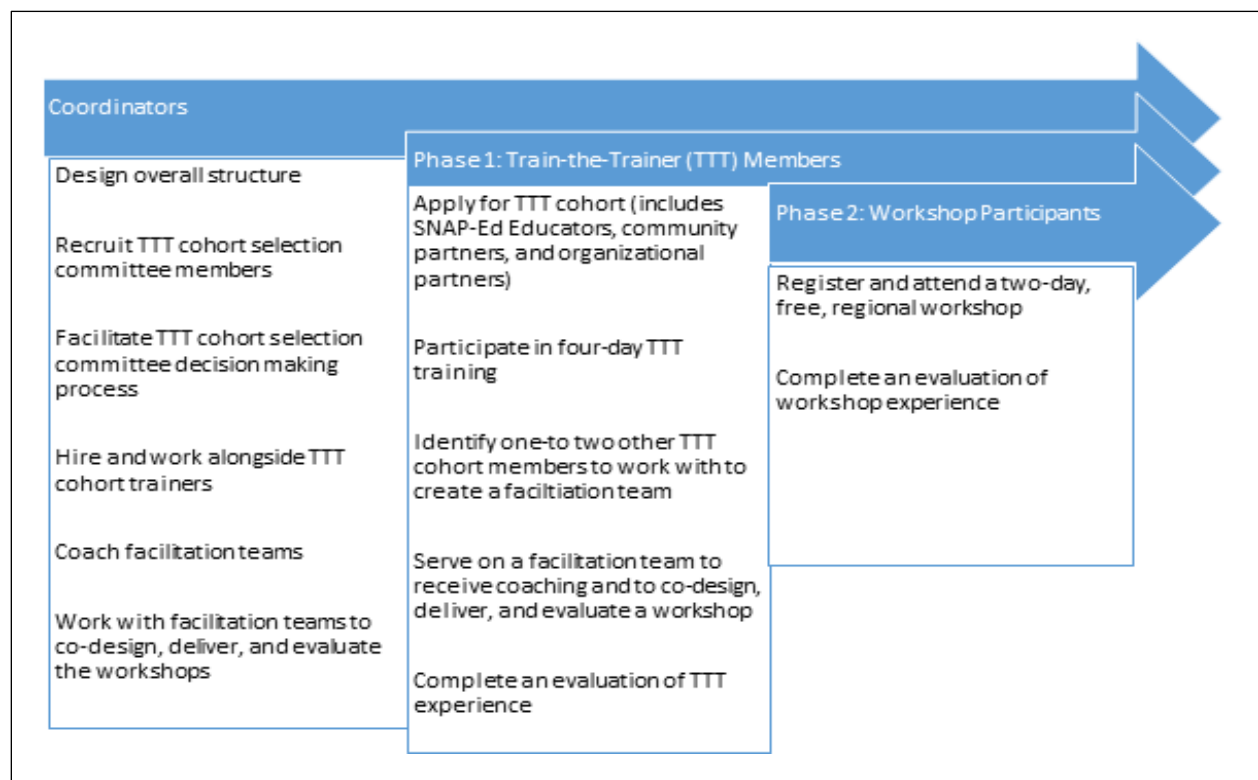 Coordinators
Design overall structure
Recruit TTT cohort selection
committee members
Facilitate TTT cohort selection
committee decision making
process
Hire and work alongside TTT
cohort trainers
Coach facilitation teams
Work with facilitation teams to
co-design, deliver, and evaluate
the workshops
Phase 1: Train-the-Trainer (TTT) Members
Apply for TTT cohort (includes
SNAP-Ed Educators, community
partners, and organizational
partners)
Participate in four-day TTT
training
Identify one-to two other TTT
cohort members to work with to
create a faciltiation team
Serve on a facilitation team to
receive coaching and to co-design,
deliver, and evaluate a workshop
Complete an evaluation of TTT
experience
Phase 2: Workshop Participants
Register and attend a two-day,
free, regional workshop
Complete an evaluation of
workshop experience